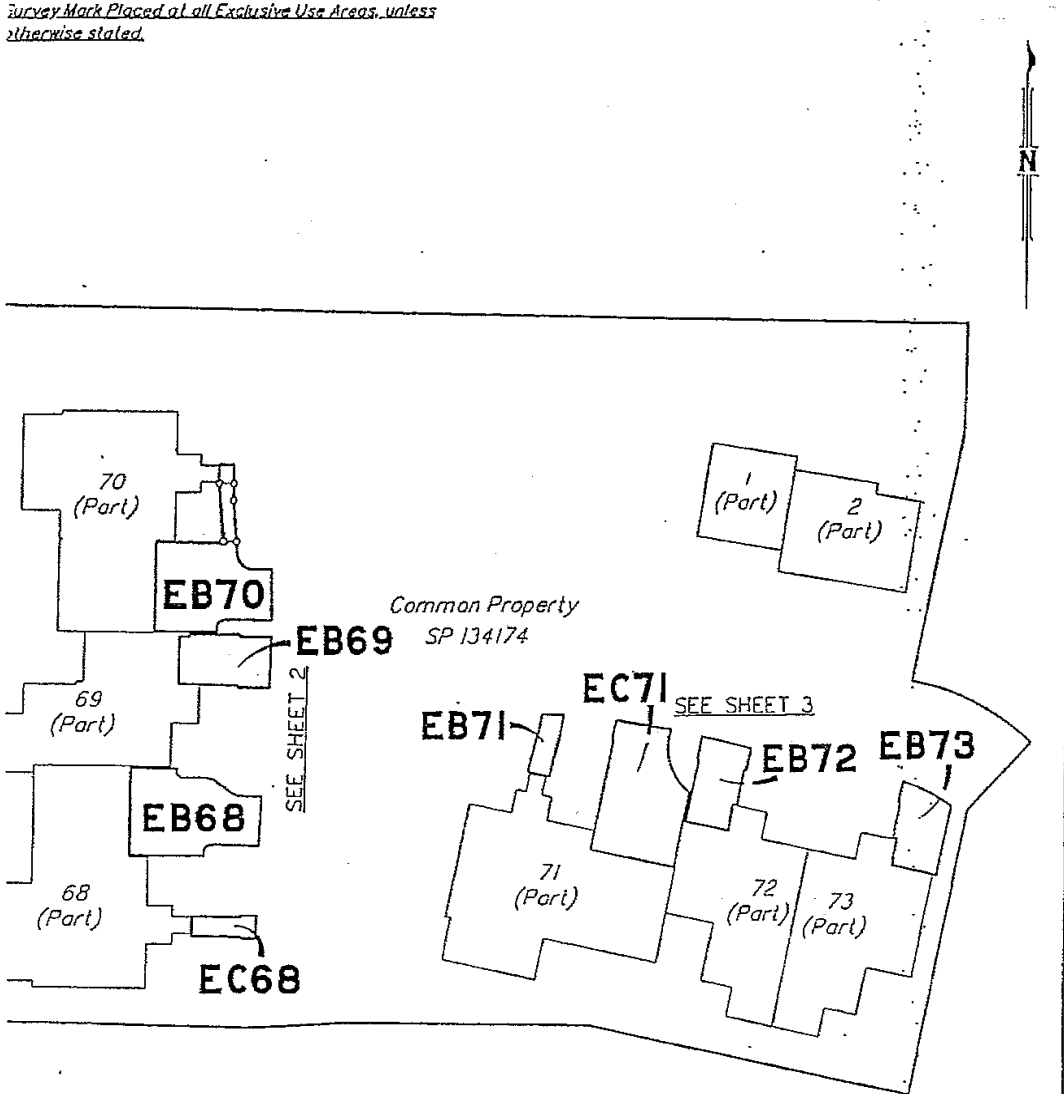 Survey Mark Placed at all Exclusive Use Areas, unless
otherwise stated.
N
70
(Part)
1
(Part)
2
(Part)
EB70
Common Property
SP 134174
EB69
69
(Part)
SEE SHEET 2
EB71
EC71
SEE SHEET 3
EB72
EB73
EB68
68
(Part)
71
(Part)
72
(Part)
73
(Part)
EC68